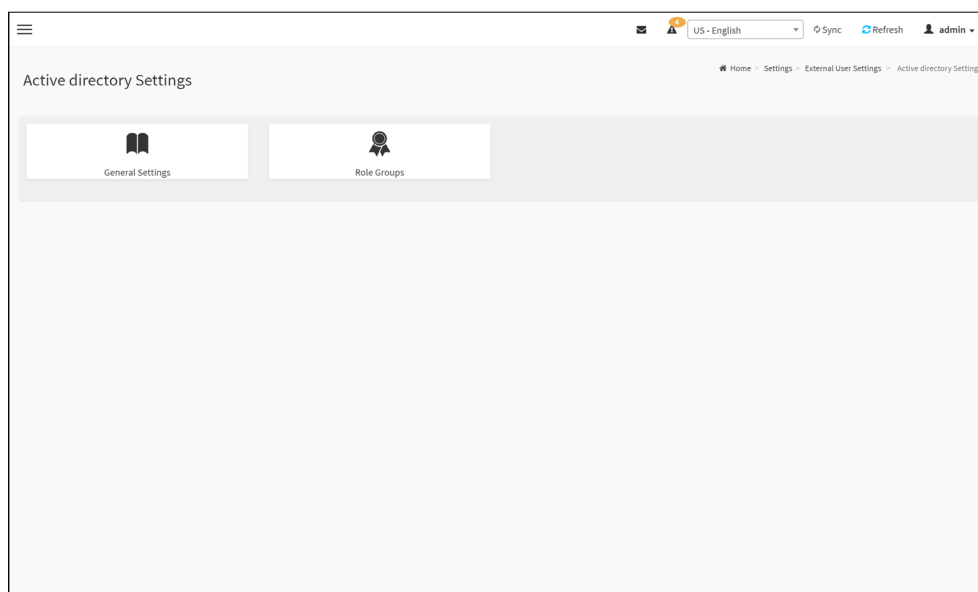 4
US - English
Sync
Refresh
admin
Home > Settings > External User Settings > Active directory Setting
Active directory Settings
General Settings
Role Groups